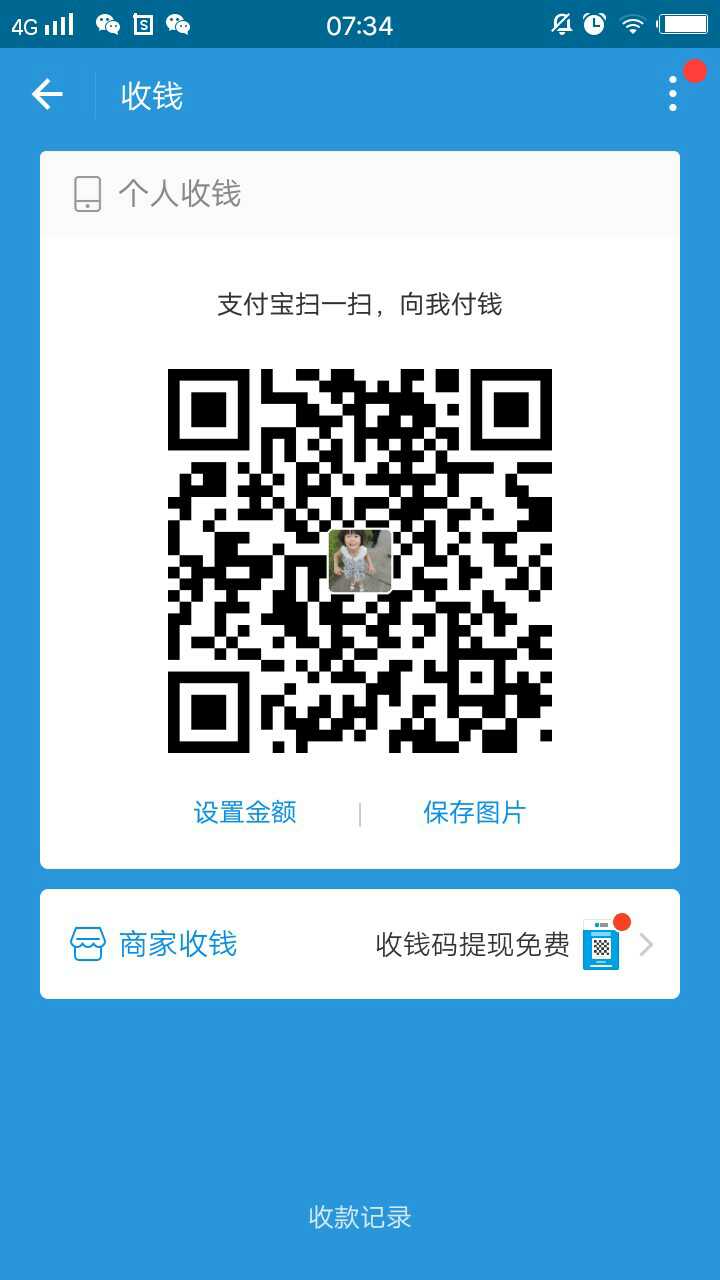 4G 07:34
收钱
个人收钱
支付宝扫一扫，向我付钱
设置金额 | 保存图片
商家收钱 收钱码提现免费
收款记录